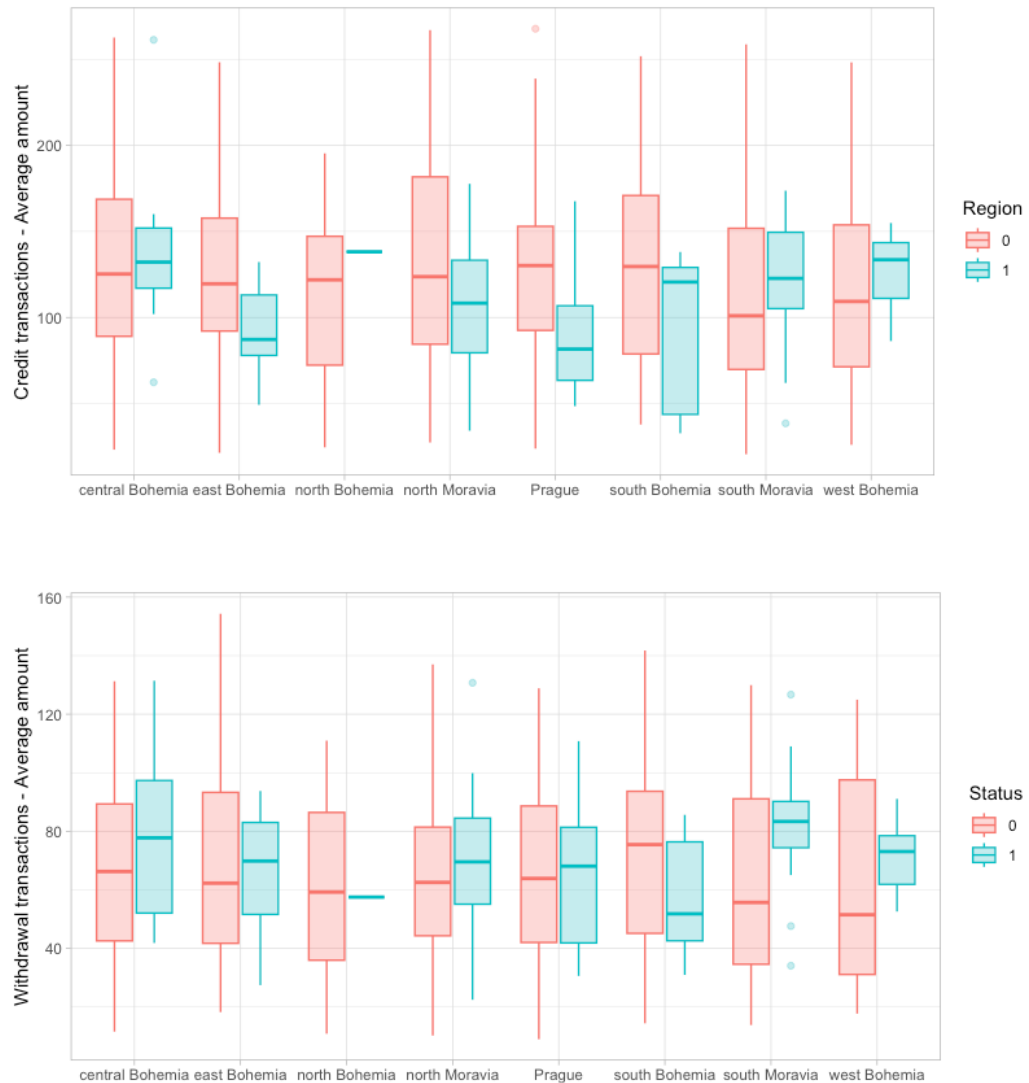 Credit transactions - Average amount
200
100
central Bohemia east Bohemia north Bohemia north Moravia Prague south Bohemia south Moravia west Bohemia
Region
0
1
Withdrawal transactions - Average amount
160
120
80
40
central Bohemia east Bohemia north Bohemia north Moravia Prague south Bohemia south Moravia west Bohemia
Status
0
1